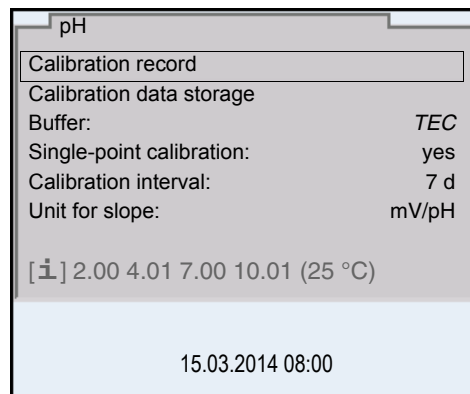 pH
Calibration record
Calibration data storage
Buffer: TEC
Single-point calibration: yes
Calibration interval: 7 d
Unit for slope: mV/pH
[i] 2.00 4.01 7.00 10.01 (25 °C)
15.03.2014 08:00